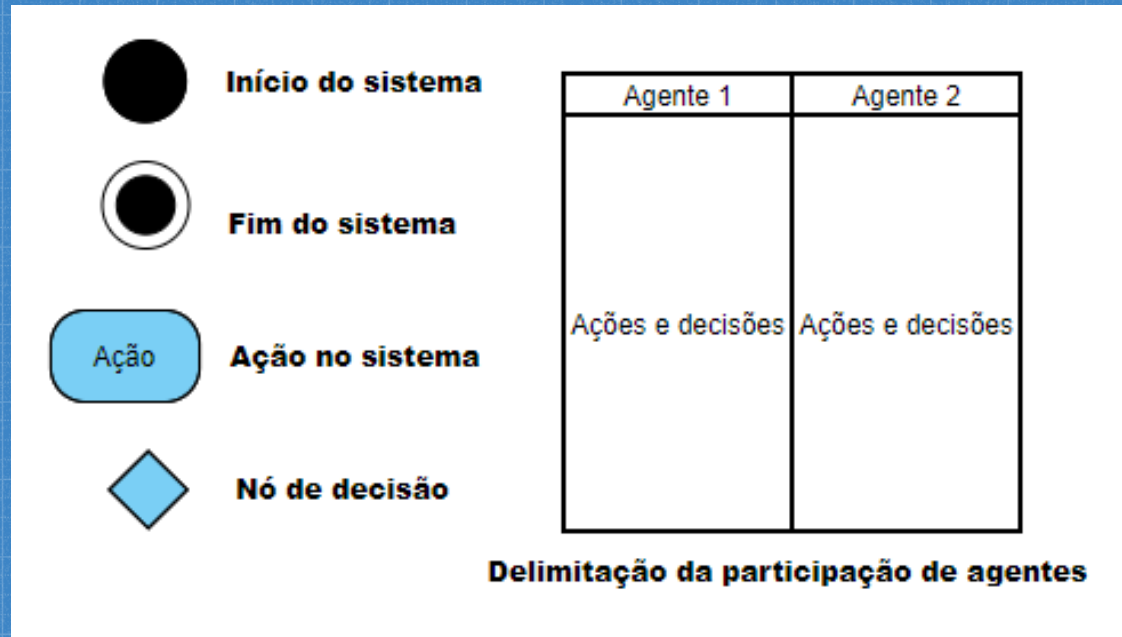 Início do sistema
Fim do sistema
Ação
Ação no sistema
Nó de decisão
Agente 1
Agente 2
Ações e decisões
Ações e decisões
Delimitação da participação de agentes